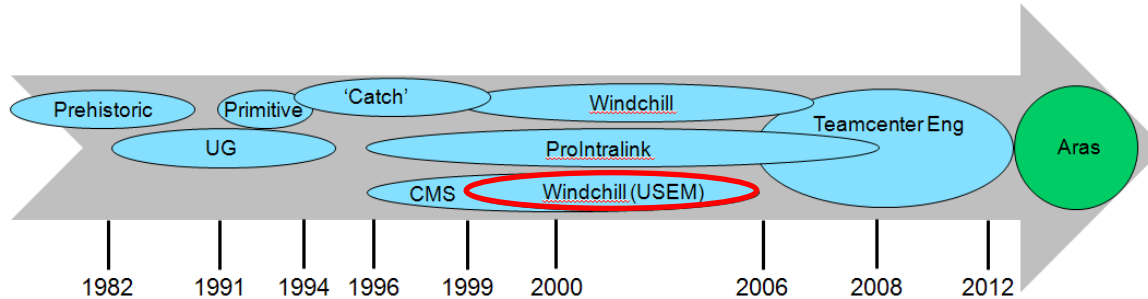 Prehistoric
Primitive
'Catch'
Windchill
Teamcenter Eng
UG
ProIntralink
Aras
CMS
Windchill (USEM)
1982
1991
1994
1996
1999
2000
2006
2008
2012